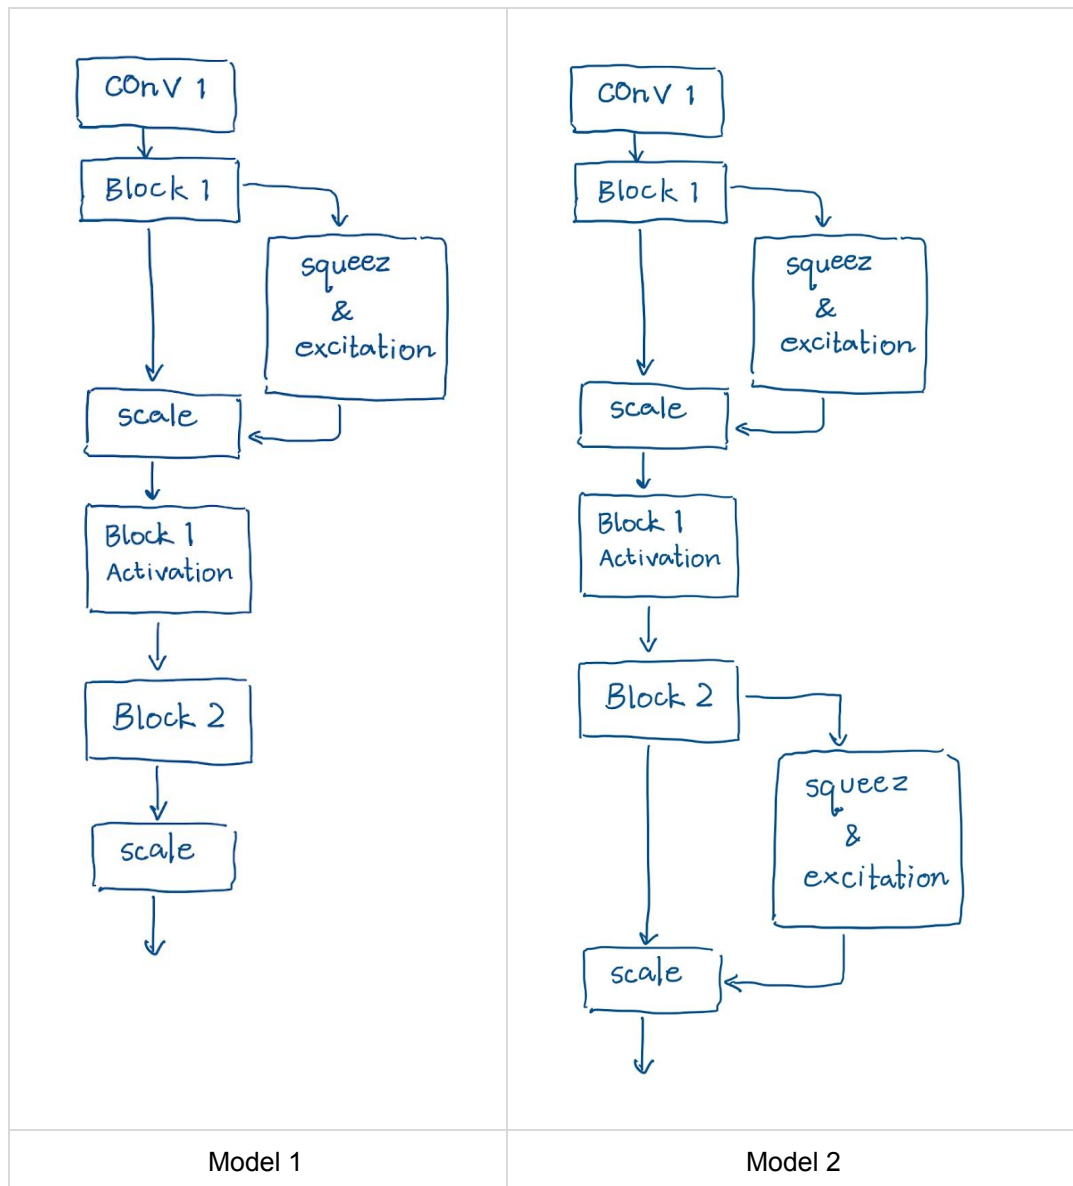 conv 1
Block 1
squeez
&
excitation
scale
Block 1
Activation
Block 2
scale
Model 1
conv 1
Block 1
squeez
&
excitation
scale
Block 1
Activation
Block 2
squeez
&
excitation
scale
Model 2